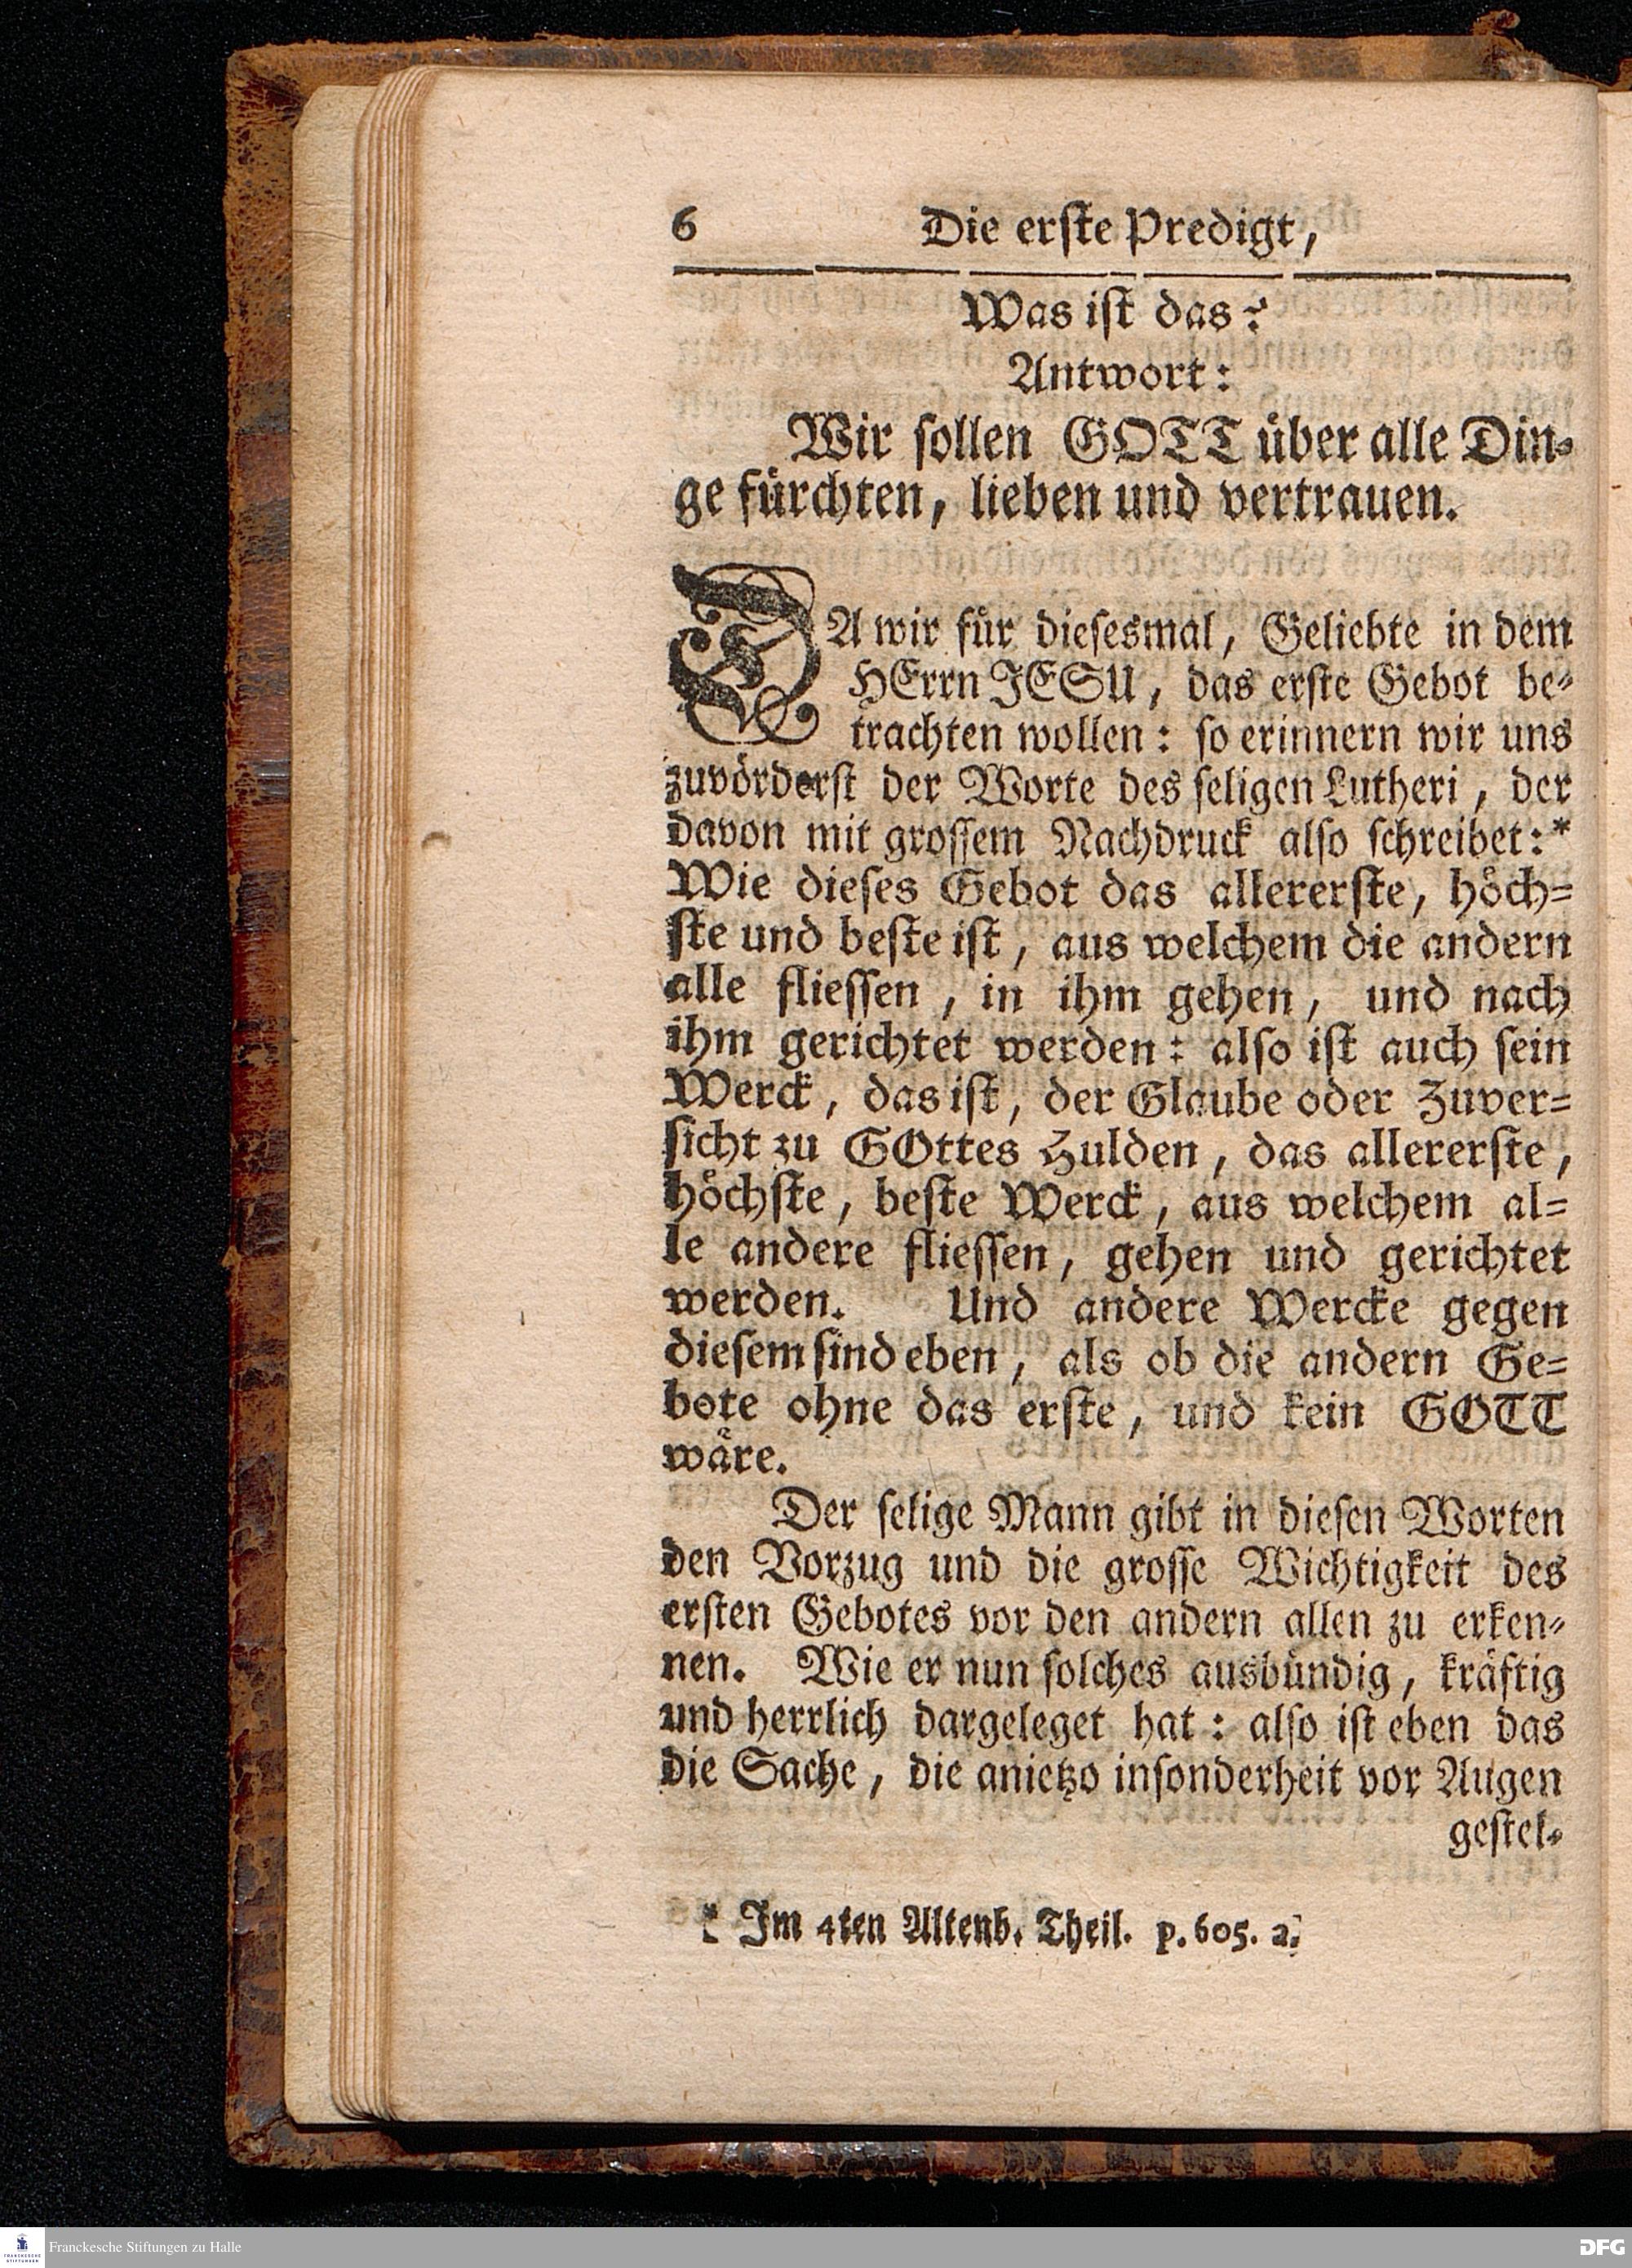 6 Die erste Predigt,
Was ist das?
Antwort:
Wir sollen GOTT über alle Din-
ge fürchten, lieben und vertrauen.
DA wir für diesesmal, Geliebte in dem
HErrn JESU, das erste Gebot be-
trachten wollen: so erinnern wir uns
zuvörderst der Worte des seligen Lutheri, der
davon mit grossem Nachdruck also schreibet:*
Wie dieses Gebot das allererste, höch-
ste und beste ist, aus welchem die andern
alle fliessen, in ihm gehen, und nach
ihm gerichtet werden: also ist auch sein
Werck, das ist, der Glaube oder Zuver-
sicht zu GOttes Hulden, das allererste,
höchste, beste Werck, aus welchem al-
le andere fliessen, gehen und gerichtet
werden. Und andere Wercke gegen
diesem sind eben, als ob die andern Ge-
bote ohne das erste, und kein GOTT
wäre.
Der selige Mann gibt in diesen Worten
den Vorzug und die grosse Wichtigkeit des
ersten Gebotes vor den andern allen zu erken-
nen. Wie er nun solches ausbündig, kräftig
und herrlich dargeleget hat: also ist eben das
die Sache, die anietzo insonderheit vor Augen
gestel-
* Im 4ten Altenb. Theil. p. 605. a.
Franckesche Stiftungen zu Halle
DFG